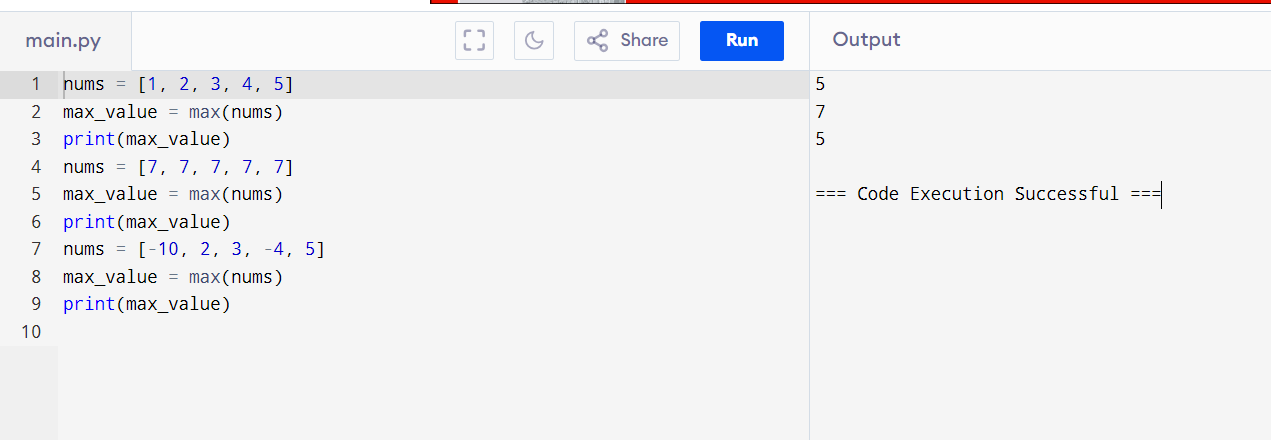 main.py
Share
Run
Output
1 nums = [1, 2, 3, 4, 5]
2 max_value = max(nums)
3 print(max_value)
4 nums = [7, 7, 7, 7, 7]
5 max_value = max(nums)
6 print(max_value)
7 nums = [-10, 2, 3, -4, 5]
8 max_value = max(nums)
9 print(max_value)
10
5
7
5
=== Code Execution Successful ===